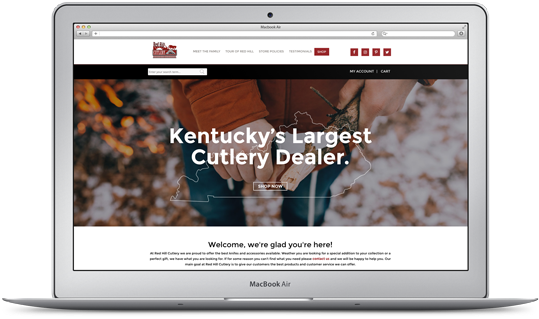 MacBook Air
MEET THE FAMILY TOUR OF RED HILL STORE POLICIES TESTIMONIALS SHOP
MY ACCOUNT | CART
Kentucky's Largest
Cutlery Dealer.
SHOP NOW
Welcome, we're glad you're here!
At Red Hill Cutlery we are proud to offer the best knives and accessories available. Weather you are looking for a special addition to your collection or a
perfect gift, we have what you are looking for. If for some reason you can't find what you need please contact us and we will be happy to help you. Our
main goal at Red Hill Cutlery is to give our customers the best products and customer service we can offer.
MacBook Air